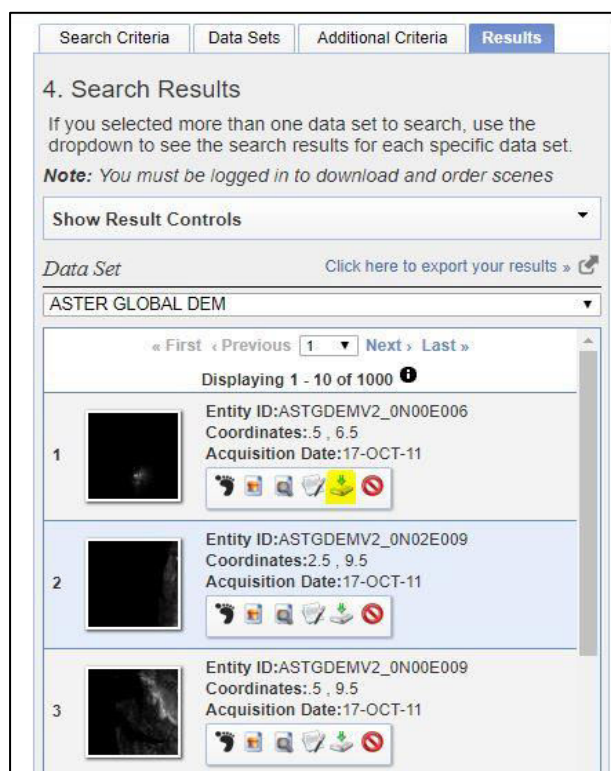 Search Criteria Data Sets Additional Criteria Results
4. Search Results
If you selected more than one data set to search, use the
dropdown to see the search results for each specific data set.
Note: You must be logged in to download and order scenes
Show Result Controls
Data Set Click here to export your results »
ASTER GLOBAL DEM
« First ‹ Previous 1 Next › Last »
Displaying 1 - 10 of 1000
1
Entity ID:ASTGDEMV2_0N00E006
Coordinates:.5 , 6.5
Acquisition Date:17-OCT-11
2
Entity ID:ASTGDEMV2_0N02E009
Coordinates:2.5 , 9.5
Acquisition Date:17-OCT-11
3
Entity ID:ASTGDEMV2_0N00E009
Coordinates:.5 , 9.5
Acquisition Date:17-OCT-11